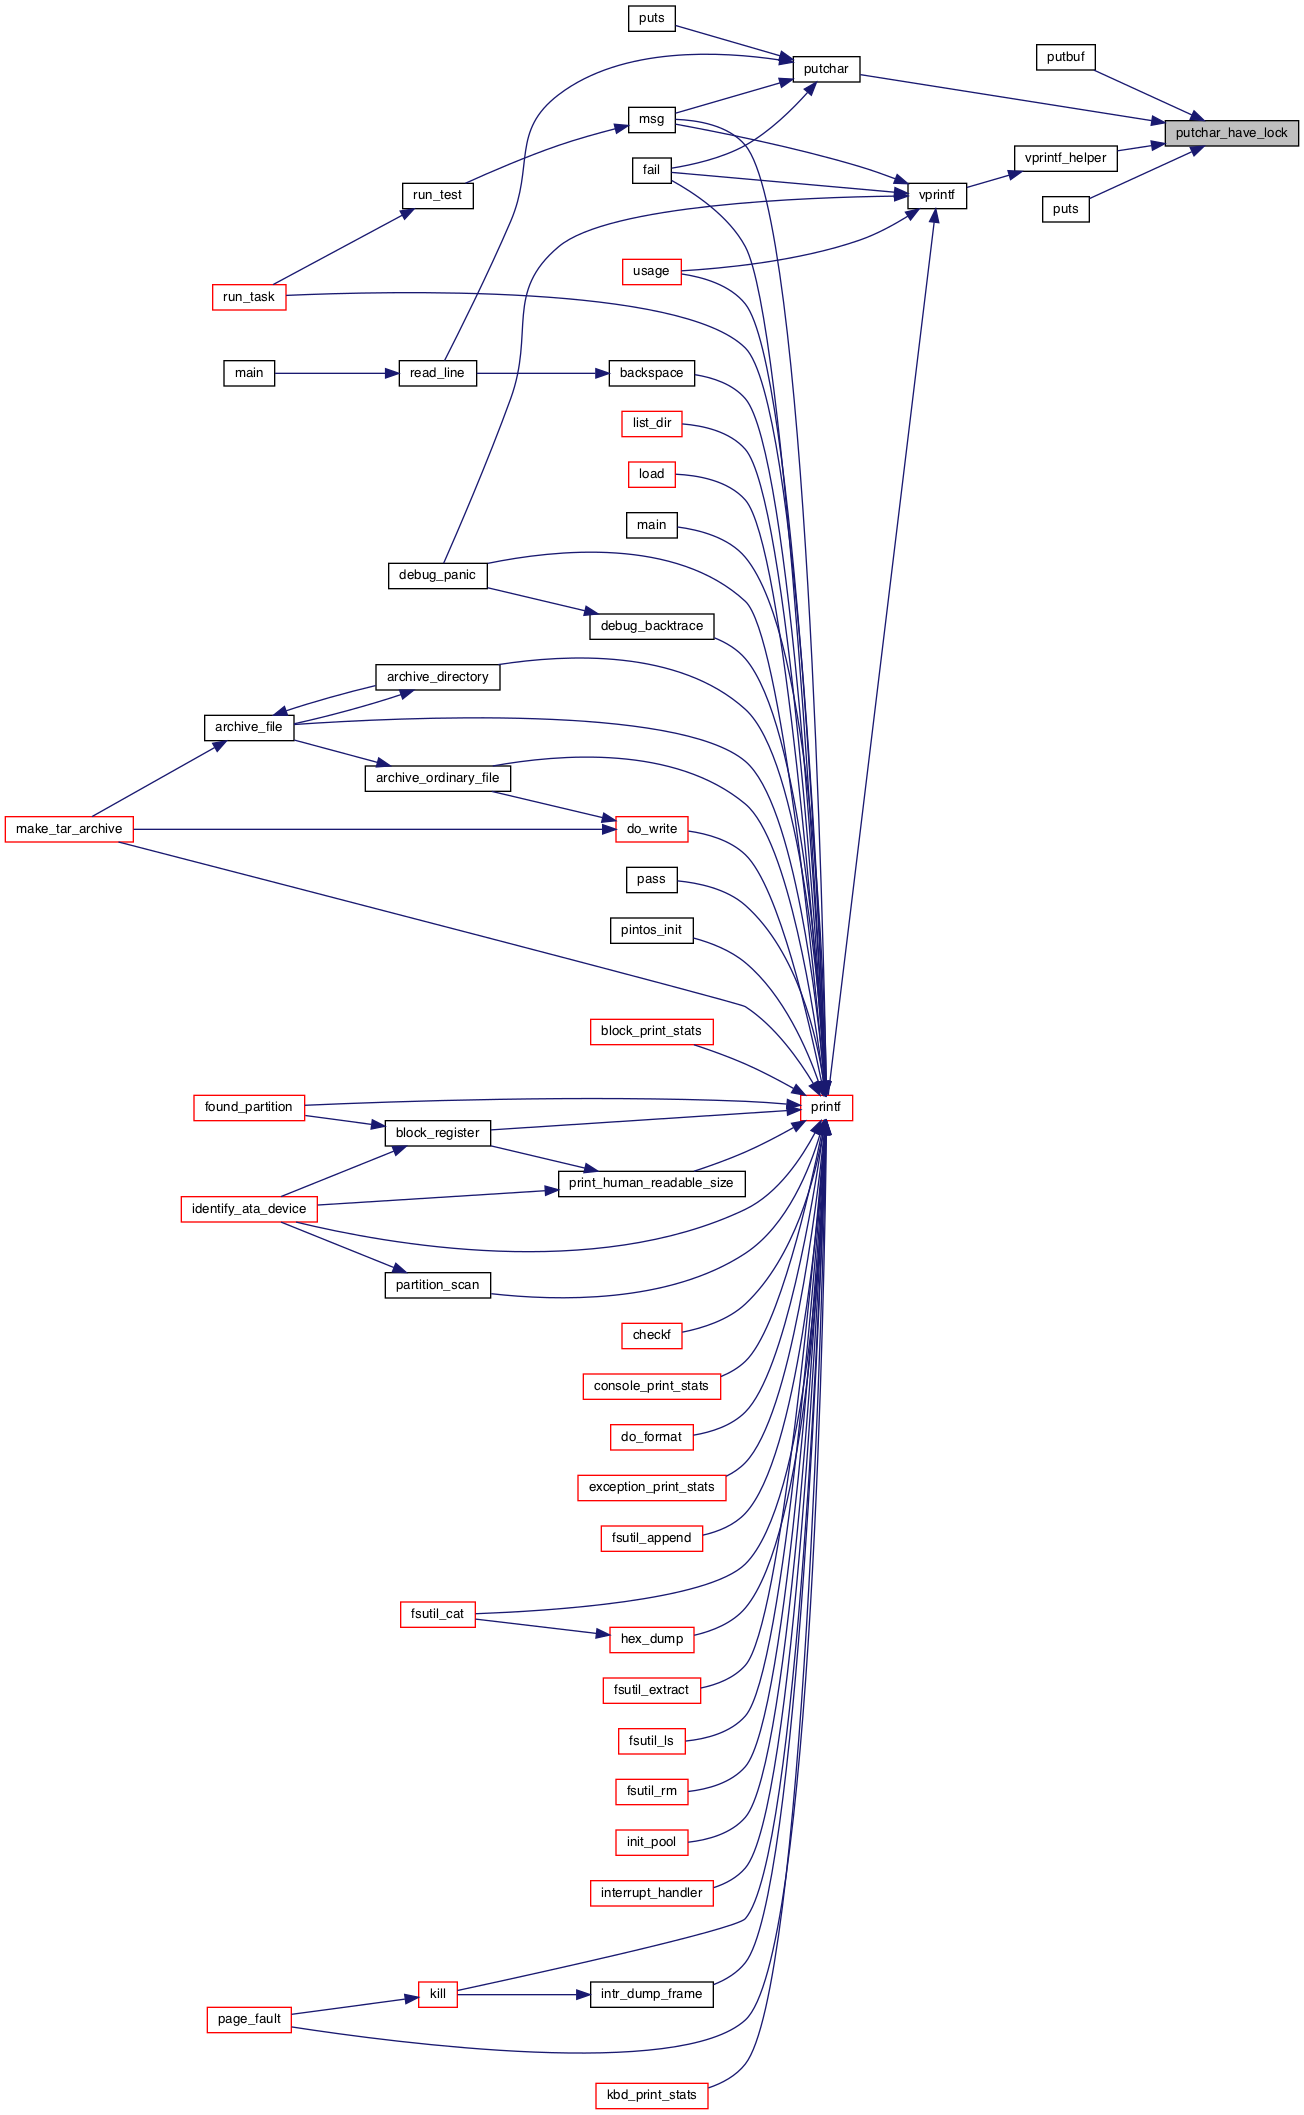 puts
putbuf
putchar
msg
putchar_have_lock
vprintf_helper
fail
run_test
vprintf
puts
usage
run_task
main
read_line
backspace
list_dir
load
main
debug_panic
debug_backtrace
archive_directory
archive_file
archive_ordinary_file
make_tar_archive
do_write
pass
pintos_init
block_print_stats
found_partition
printf
block_register
print_human_readable_size
identify_ata_device
partition_scan
checkf
console_print_stats
do_format
exception_print_stats
fsutil_append
fsutil_cat
hex_dump
fsutil_extract
fsutil_ls
fsutil_rm
init_pool
interrupt_handler
kill
intr_dump_frame
page_fault
kbd_print_stats